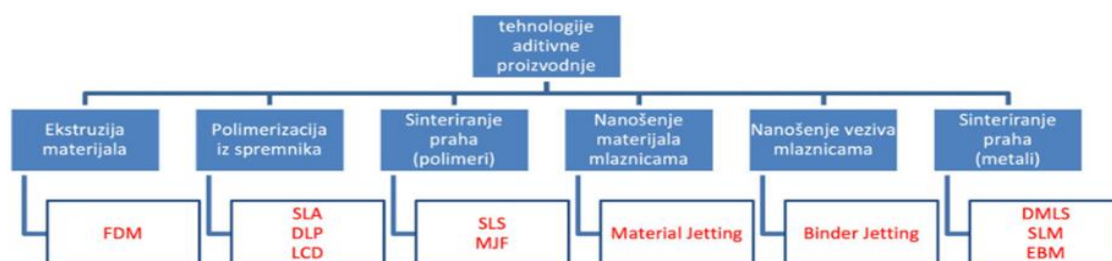 tehnologije
aditivne
proizvodnje
Ekstruzija
materijala
Polimerizacija
iz spremnika
Sinteriranje
praha
(polimeri)
Nanošenje
materijala
mlaznicama
Nanošenje veziva
mlaznicama
Sinteriranje
praha
(metali)
FDM
SLA
DLP
LCD
SLS
MJF
Material Jetting
Binder Jetting
DMLS
SLM
EBM